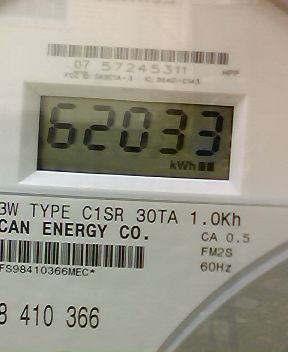 07 57245311 HPP
62033
kWh
3W TYPE C1SR 30TA 1.0Kh
CAN ENERGY CO. CA 0.5
FM2S
FS98410366MEC* 60Hz
8 410 366